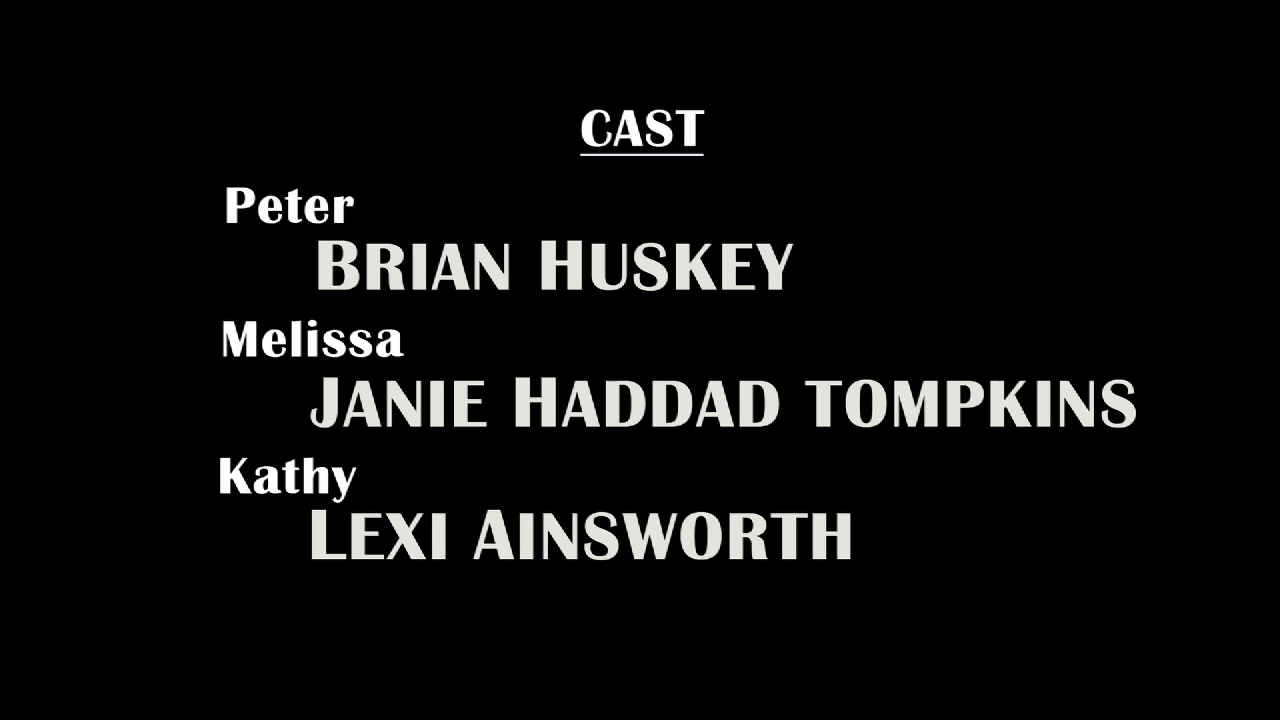 CAST
Peter
BRIAN HUSKEY
Melissa
JANIE HADDAD TOMPKINS
Kathy
LEXI AINSWORTH